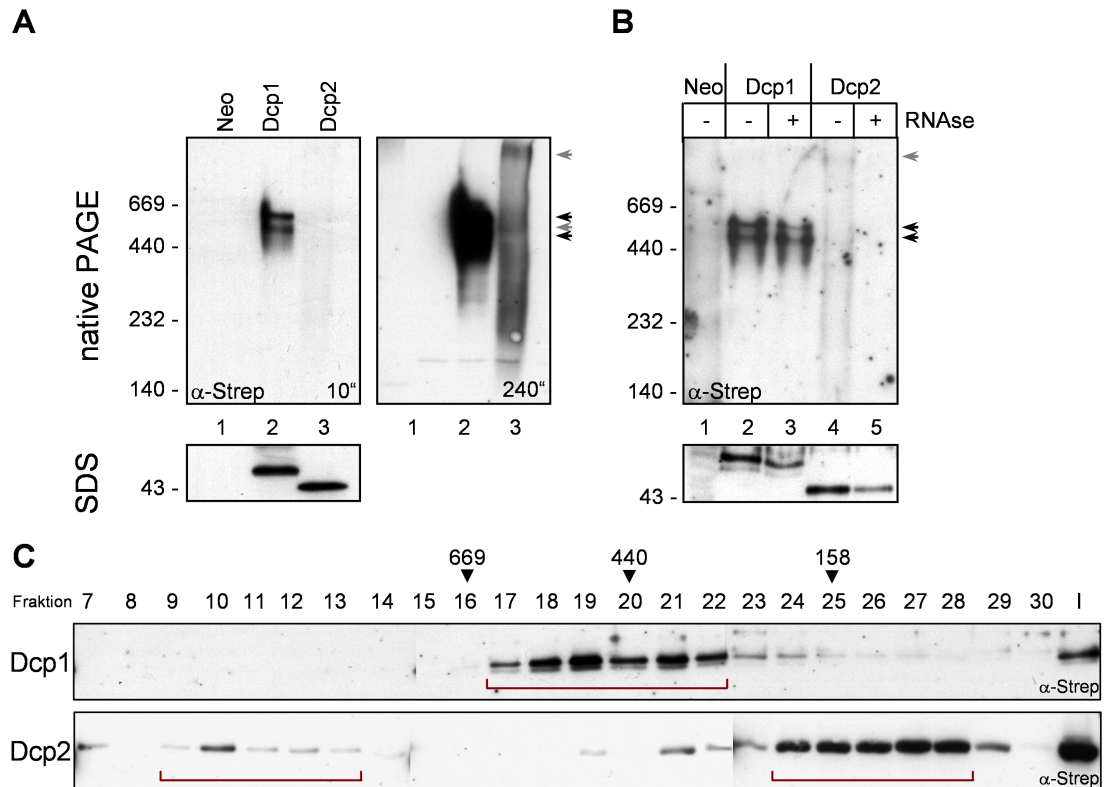 A
B
Neo
Dcp1
Dcp2
Neo Dcp1 Dcp2
- - + - + RNAse
native PAGE
669 -
440 -
232 -
140 -
α-Strep 10“
240“
669 -
440 -
232 -
140 -
α-Strep
1 2 3
1 2 3
1 2 3 4 5
SDS
43 -
43 -
C
669 440 158
Fraktion 7 8 9 10 11 12 13 14 15 16 17 18 19 20 21 22 23 24 25 26 27 28 29 30 I
Dcp1
α-Strep
Dcp2
α-Strep